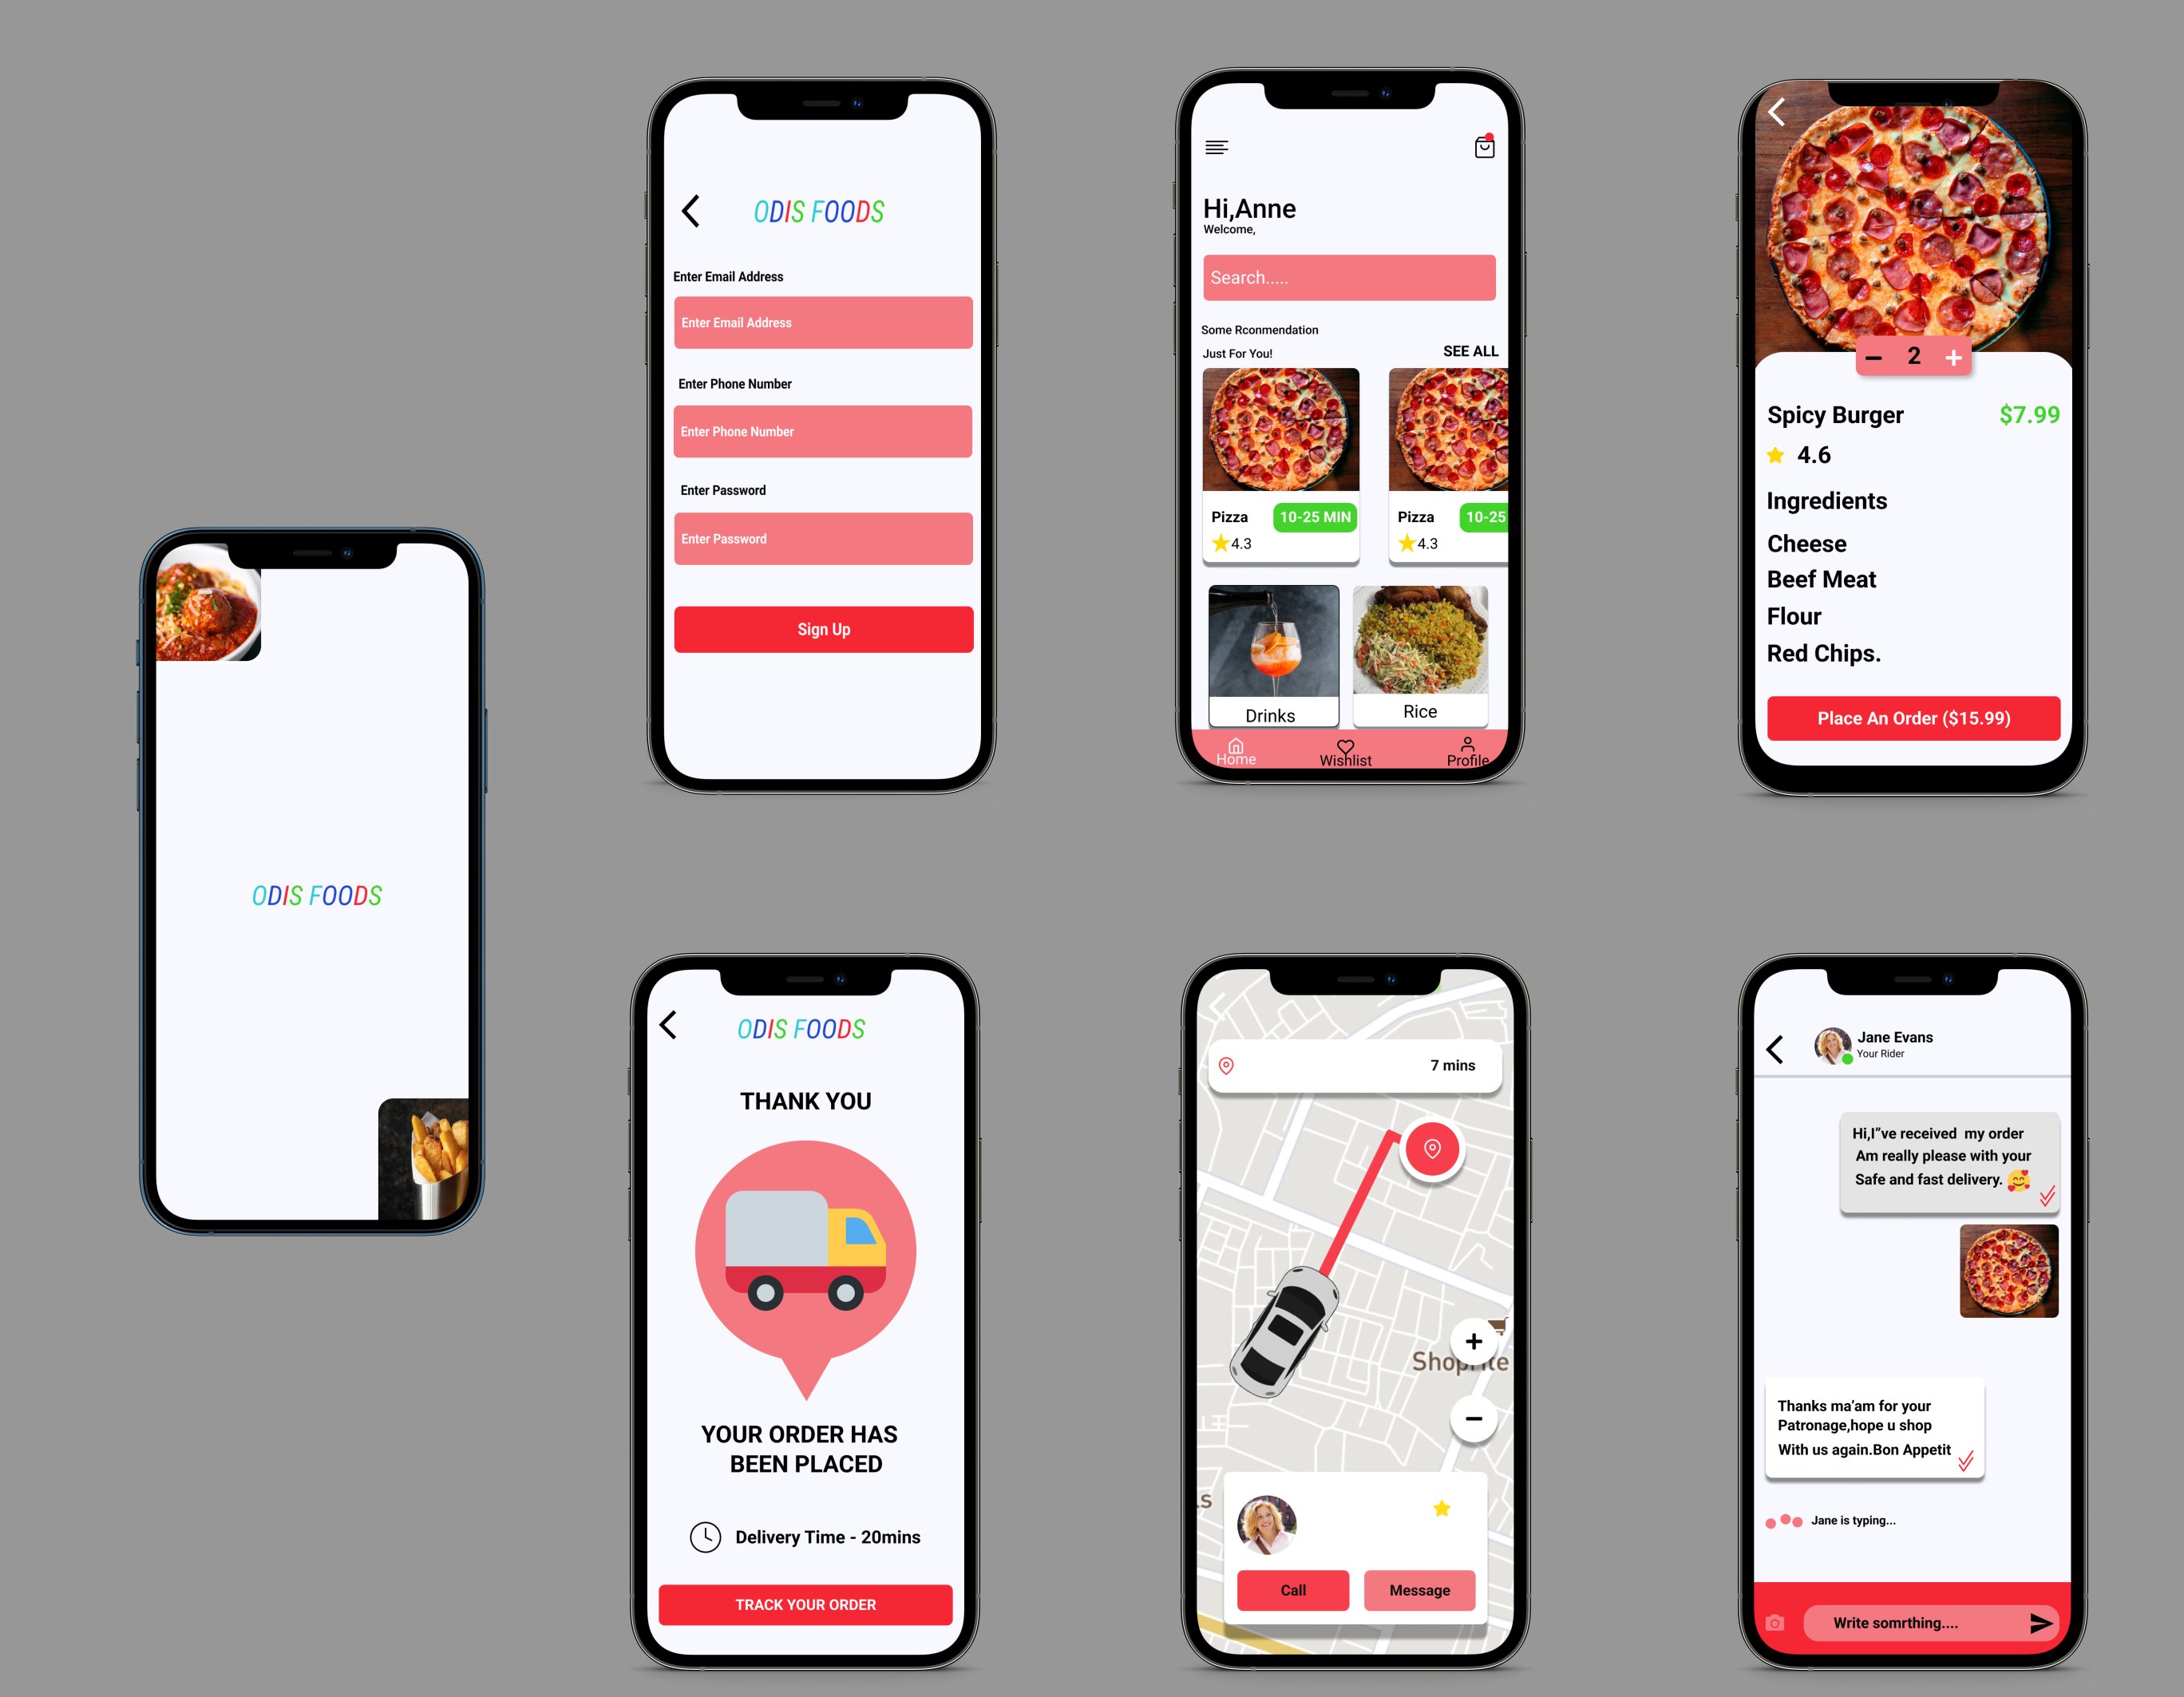 ODIS FOODS
ODIS FOODS
Enter Email Address
Enter Email Address
Enter Phone Number
Enter Phone Number
Enter Password
Enter Password
Sign Up
Hi,Anne
Welcome,
Search.....
Some Rconmendation
Just For You!
SEE ALL
Pizza
10-25 MIN
4.3
Pizza
10-25
4.3
Drinks
Rice
Home
Wishlist
Profile
2
Spicy Burger
$7.99
4.6
Ingredients
Cheese
Beef Meat
Flour
Red Chips.
Place An Order ($15.99)
ODIS FOODS
THANK YOU
YOUR ORDER HAS
BEEN PLACED
Delivery Time - 20mins
TRACK YOUR ORDER
7 mins
Call
Message
Jane Evans
Your Rider
Hi,I"ve received my order
Am really please with your
Safe and fast delivery. 🥰
Thanks ma'am for your
Patronage,hope u shop
With us again.Bon Appetit
Jane is typing...
Write somrthing....